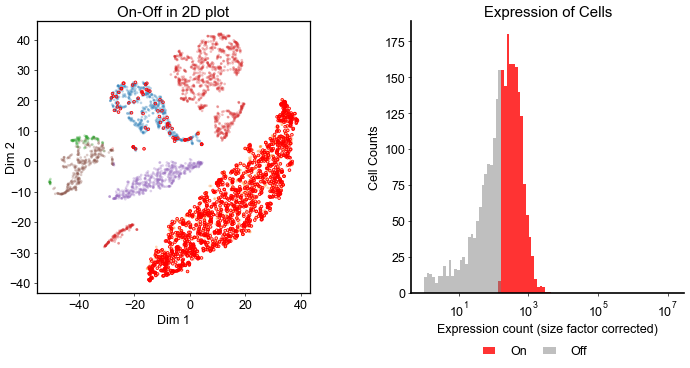 On-Off in 2D plot
Dim 2
40
30
20
10
0
−10
−20
−30
−40
−40 −20 0 20 40
Dim 1
Expression of Cells
Cell Counts
175
150
125
100
75
50
25
0
10^1 10^3 10^5 10^7
Expression count (size factor corrected)
On Off